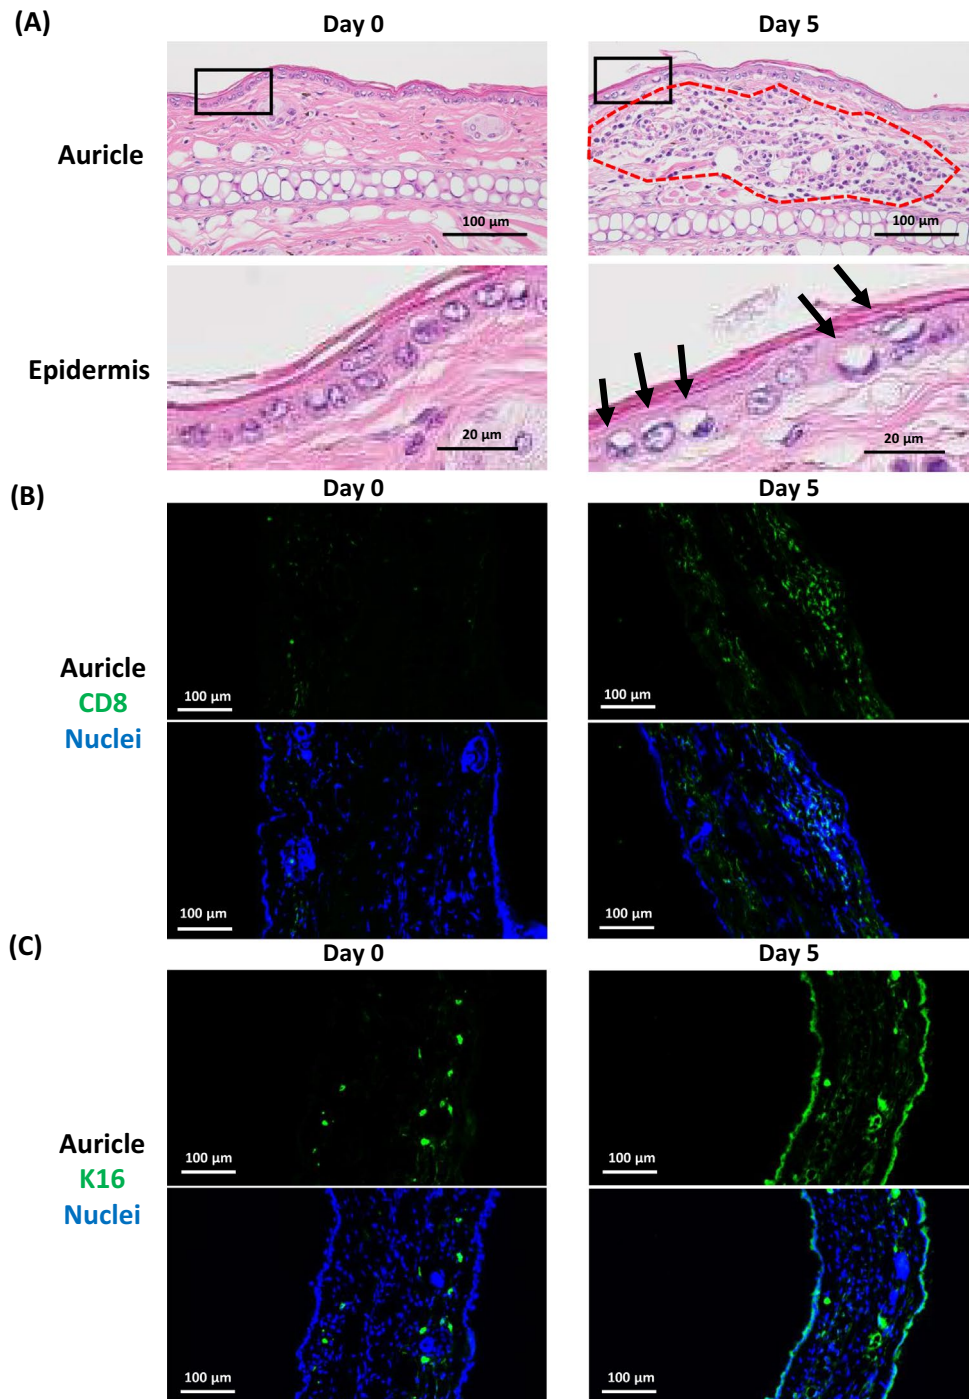 (A)
Day 0
Day 5
Auricle
100 µm
100 µm
Epidermis
20 µm
20 µm
(B)
Day 0
Day 5
Auricle
CD8
Nuclei
100 µm
100 µm
100 µm
100 µm
(C)
Day 0
Day 5
Auricle
K16
Nuclei
100 µm
100 µm
100 µm
100 µm